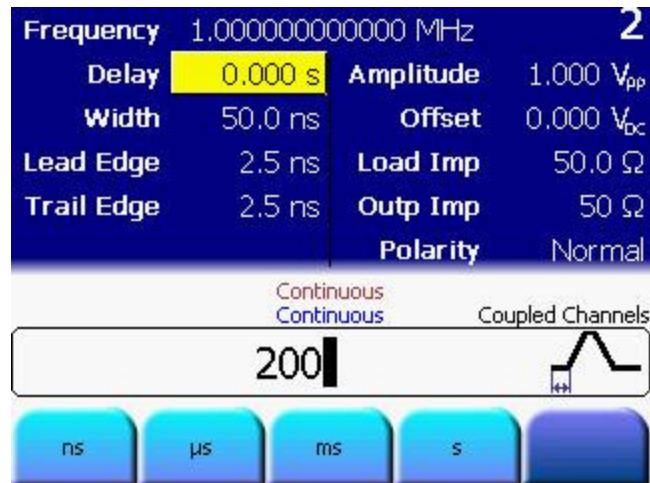 Frequency 1.000000000000 MHz 2
Delay 0.000 s Amplitude 1.000 Vpp
Width 50.0 ns Offset 0.000 VDC
Lead Edge 2.5 ns Load Imp 50.0 Ω
Trail Edge 2.5 ns Outp Imp 50 Ω
Polarity Normal
Continuous
Continuous Coupled Channels
200
ns µs ms s